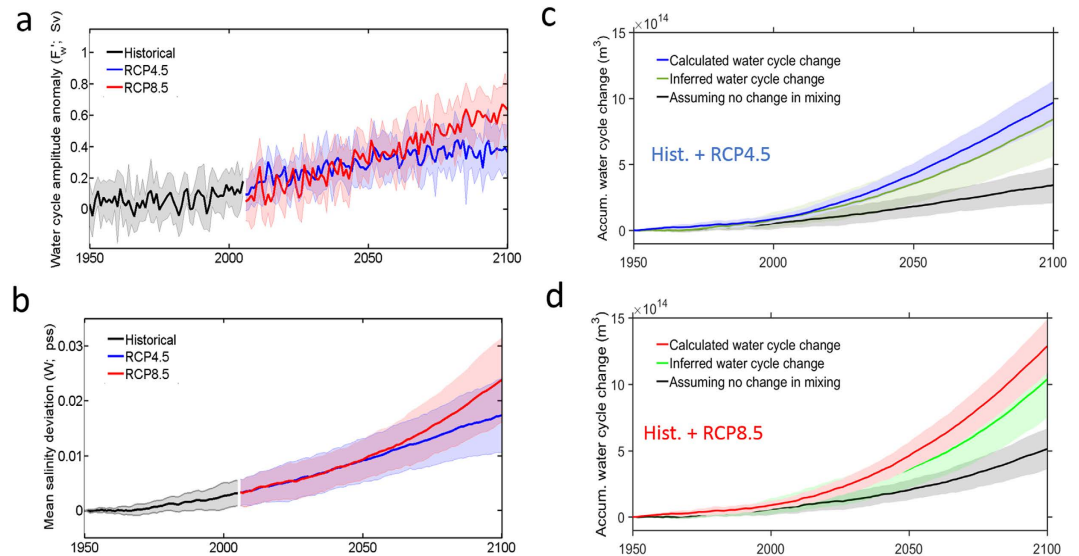 a
Water cycle amplitude anomaly (F'w; Sv)
1
0.8
0.6
0.4
0.2
0
Historical
RCP4.5
RCP8.5
1950
2000
2050
2100
b
Mean salinity deviation (W; pss)
0.03
0.02
0.01
0
Historical
RCP4.5
RCP8.5
1950
2000
2050
2100
c
×10^14
Accum. water cycle change (m³)
15
10
5
0
Calculated water cycle change
Inferred water cycle change
Assuming no change in mixing
Hist. + RCP4.5
1950
2000
2050
2100
d
×10^14
Accum. water cycle change (m³)
15
10
5
0
Calculated water cycle change
Inferred water cycle change
Assuming no change in mixing
Hist. + RCP8.5
1950
2000
2050
2100